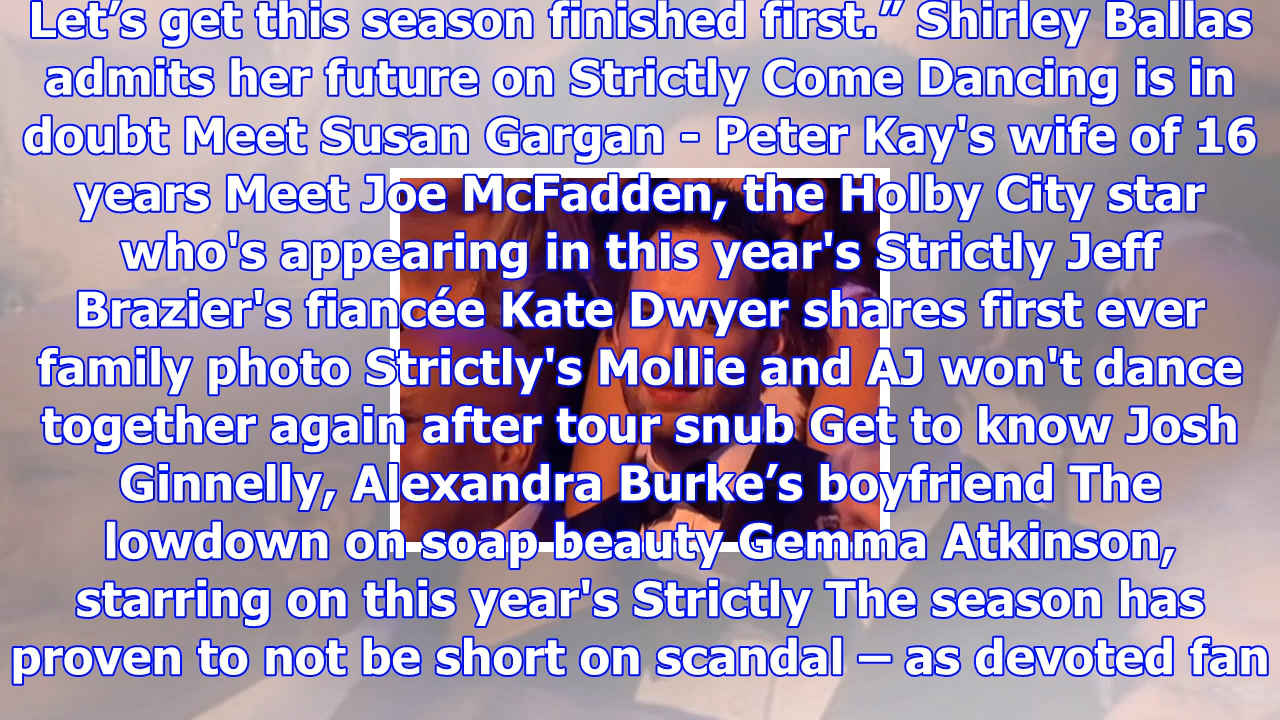 Let’s get this season finished first.” Shirley Ballas
admits her future on Strictly Come Dancing is in
doubt Meet Susan Gargan - Peter Kay's wife of 16
years Meet Joe McFadden, the Holby City star
who's appearing in this year's Strictly Jeff
Brazier's fiancée Kate Dwyer shares first ever
family photo Strictly's Mollie and AJ won't dance
together again after tour snub Get to know Josh
Ginnelly, Alexandra Burke’s boyfriend The
lowdown on soap beauty Gemma Atkinson,
starring on this year's Strictly The season has
proven to not be short on scandal – as devoted fan